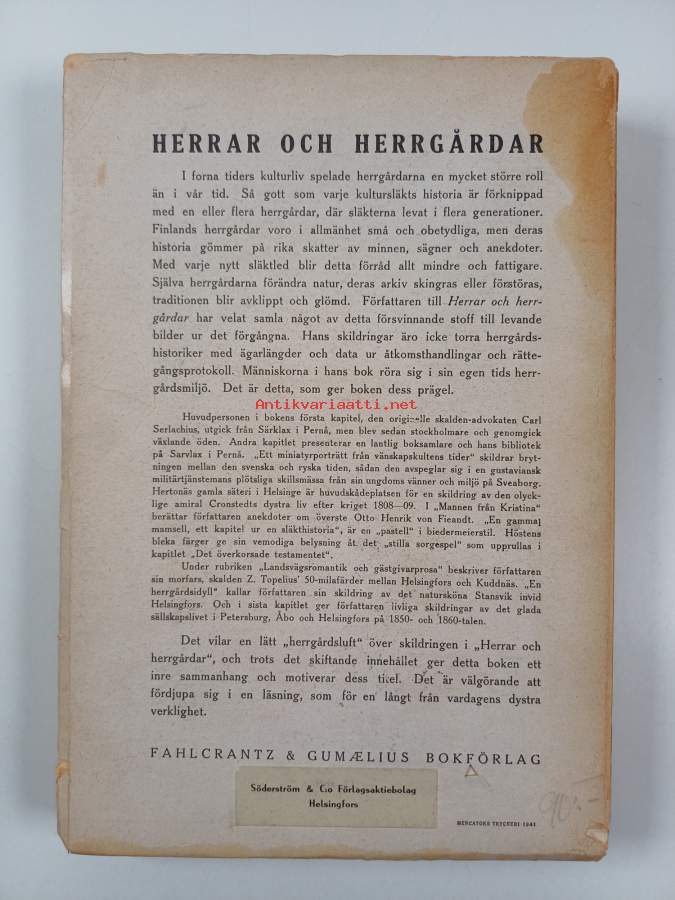 HERRAR OCH HERRGÅRDAR
I forna tiders kulturliv spelade herrgårdarna en mycket större roll
än i vår tid. Så gott som varje kultursläkts historia är förknippad
med en eller flera herrgårdar, där släkterna levat i flera generationer.
Finlands herrgårdar voro i allmänhet små och obetydliga, men deras
historia gömmer på rika skatter av minnen, sägner och anekdoter.
Med varje nytt släktled blir detta förråd allt mindre och fattigare.
Själva herrgårdarna förändra natur, deras arkiv skingras eller förstöras,
traditionen blir avklippt och glömd. Författaren till Herrar och herr-
gårdar har velat samla något av detta försvinnande stoff till levande
bilder ur det förgångna. Hans skildringar äro icke torra herrgårds-
historiker med ägarlängder och data ur åtkomsthandlingar och rätte-
gångsprotokoll. Människorna i hans bok röra sig i sin egen tids herr-
gårdsmiljö. Det är detta, som ger boken dess prägel.
Antikvariaatti.net
Huvudpersonen i bokens första kapitel, den originelle skalden-advokaten Carl
Serlachius, utgick från Särklax i Pernå, men blev sedan stockholmare och genomgick
växlande öden. Andra kapitlet presenterar en lantlig boksamlare och hans bibliotek
på Sarvlax i Pernå. „Ett miniatyrporträtt från vänskapskultens tider" skildrar bryt-
ningen mellan den svenska och ryska tiden, sådan den avspeglar sig i en gustaviansk
militärtjänstemans plötsliga skilsmässa från sin ungdoms vänner och miljö på Sveaborg.
Hertonäs gamla säteri i Helsinge är huvudskådeplatsen för en skildring av den olyck-
lige amiral Cronstedts dystra liv efter kriget 1808—09. I „Mannen från Kristina"
berättar författaren anekdoter om överste Otto Henrik von Fieandt. „En gammal
mamsell, ett kapitel ur en släkthistoria", är en „pastell" i biedermeierstil. Höstens
bleka färger ge sin vemodiga belysning åt det „stilla sorgespel" som upprullas i
kapitlet „Det överkorsade testamentet".
Under rubriken „Landsvägsromantik och gästgivarprosa" beskriver författaren
sin morfars, skalden Z. Topelius' 50-milafärder mellan Helsingfors och Kuddnäs. „En
herrgårdsidyll" kallar författaren sin skildring av det natursköna Stansvik invid
Helsingfors. Och i sista kapitlet ger författaren livliga skildringar av det glada
sällskapslivet i Petersburg, Åbo och Helsingfors på 1850- och 1860-talen.
Det vilar en lätt „herrgårdsluft" över skildringen i „Herrar och
herrgårdar", och trots det skiftande innehållet ger detta boken ett
inre sammanhang och motiverar dess titel. Det är välgörande att
fördjupa sig i en läsning, som för en långt från vardagens dystra
verklighet.
FAHLCRANTZ & GUMÆLIUS BOKFÖRLAG
Söderström & Co Förlagsaktiebolag
Helsingfors
90:—
MERCATORS TRYCKERI 1941